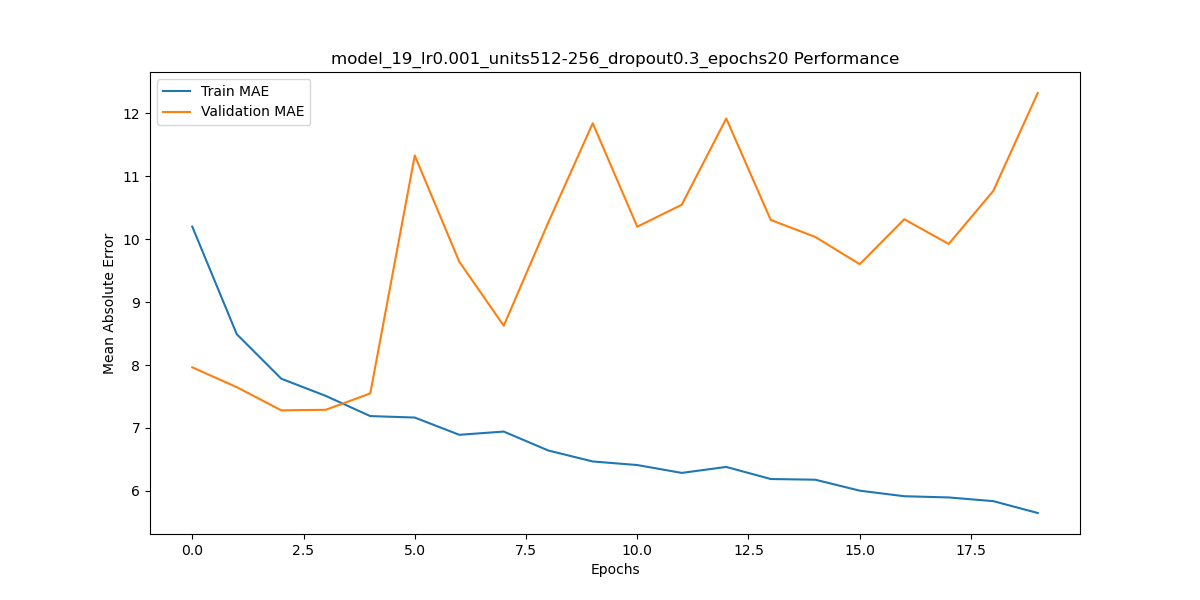 model_19_lr0.001_units512-256_dropout0.3_epochs20 Performance
Train MAE
Validation MAE
Mean Absolute Error
12
11
10
9
8
7
6
0.0 2.5 5.0 7.5 10.0 12.5 15.0 17.5
Epochs